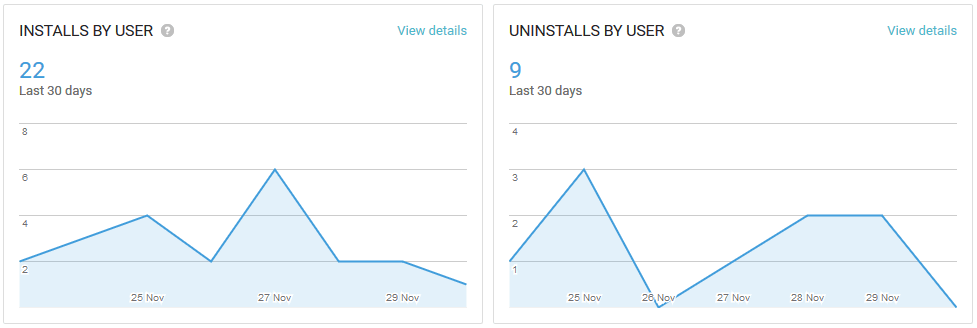 INSTALLS BY USER ?
View details
22
Last 30 days
8
6
4
2
25 Nov
27 Nov
29 Nov
UNINSTALLS BY USER ?
View details
9
Last 30 days
4
3
2
1
25 Nov
26 Nov
27 Nov
28 Nov
29 Nov